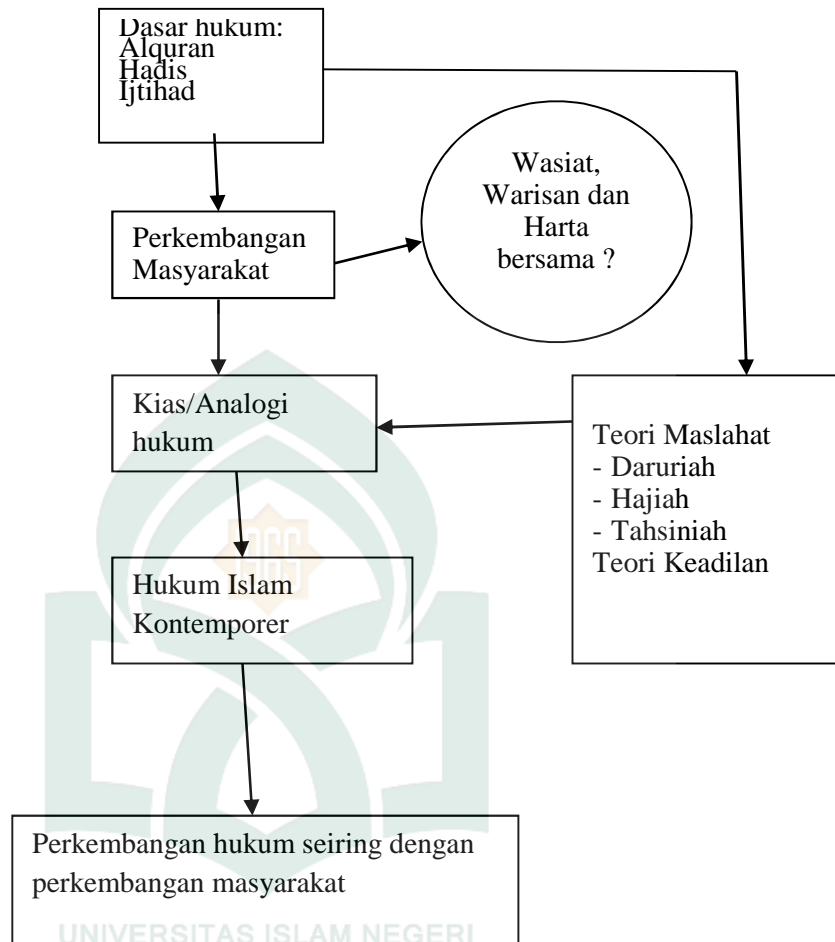 Dasar hukum:
Alquran
Hadis
Ijtihad
Wasiat,
Warisan dan
Harta
bersama ?
Perkembangan
Masyarakat
Kias/Analogi
hukum
Teori Maslahat
- Daruriah
- Hajiah
- Tahsiniah
Teori Keadilan
Hukum Islam
Kontemporer
Perkembangan hukum seiring dengan
perkembangan masyarakat
UNIVERSITAS ISLAM NEGERI